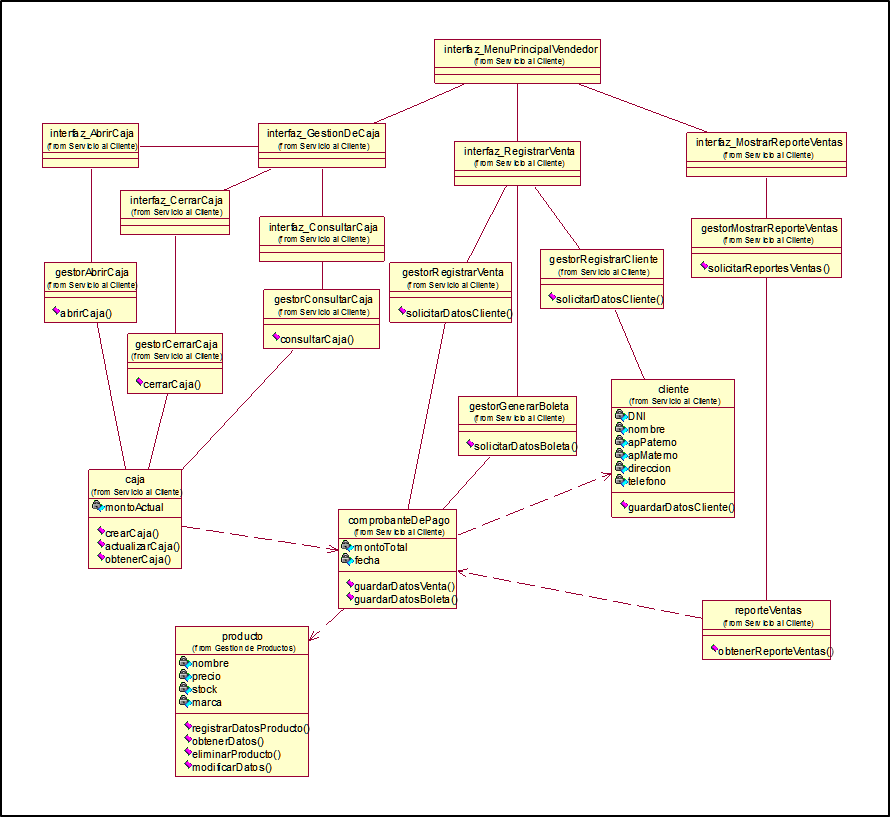 interfaz_MenuPrincipalVendedor
(from Servicio al Cliente)
interfaz_AbrirCaja
(from Servicio al Cliente)
interfaz_GestionDeCaja
(from Servicio al Cliente)
interfaz_RegistrarVenta
(from Servicio al Cliente)
interfaz_MostrarReporteVentas
(from Servicio al Cliente)
interfaz_CerrarCaja
(from Servicio al Cliente)
interfaz_ConsultarCaja
(from Servicio al Cliente)
gestorMostrarReporteVentas
(from Servicio al Cliente)
solicitarReportesVentas()
gestorAbrirCaja
(from Servicio al Cliente)
abrirCaja()
gestorRegistrarVenta
(from Servicio al Cliente)
solicitarDatosCliente()
gestorRegistrarCliente
(from Servicio al Cliente)
solicitarDatosCliente()
gestorConsultarCaja
(from Servicio al Cliente)
consultarCaja()
gestorCerrarCaja
(from Servicio al Cliente)
cerrarCaja()
cliente
(from Servicio al Cliente)
DNI
nombre
apPaterno
apMaterno
direccion
telefono
guardarDatosCliente()
gestorGenerarBoleta
(from Servicio al Cliente)
solicitarDatosBoleta()
caja
(from Servicio al Cliente)
montoActual
crearCaja()
actualizarCaja()
obtenerCaja()
comprobanteDePago
(from Servicio al Cliente)
montoTotal
fecha
guardarDatosVenta()
guardarDatosBoleta()
reporteVentas
(from Servicio al Cliente)
obtenerReporteVentas()
producto
(from Gestion de Productos)
nombre
precio
stock
marca
registrarDatosProducto()
obtenerDatos()
eliminarProducto()
modificarDatos()